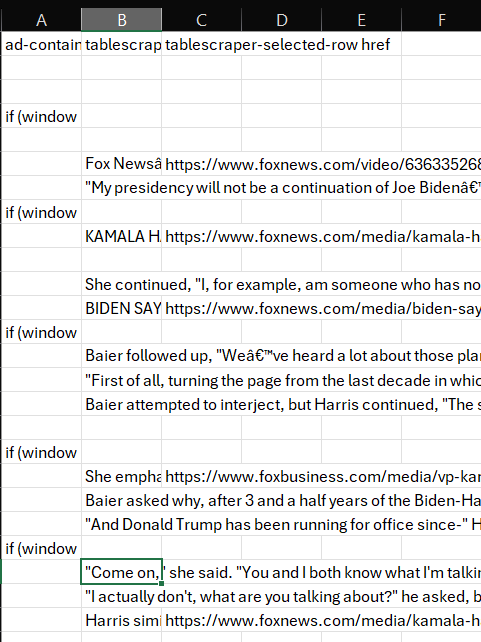 A B C D E F
ad-contain tablescrap tablescraper-selected-row href
if (window
Fox Newsâ https://www.foxnews.com/video/636335268
"My presidency will not be a continuation of Joe Bidenâ€™
if (window
KAMALA H. https://www.foxnews.com/media/kamala-h
She continued, "I, for example, am someone who has no
BIDEN SAY https://www.foxnews.com/media/biden-say
if (window
Baier followed up, "Weâ€™ve heard a lot about those plan
"First of all, turning the page from the last decade in whic
Baier attempted to interject, but Harris continued, "The s
if (window
She empha https://www.foxbusiness.com/media/vp-kar
Baier asked why, after 3 and a half years of the Biden-Ha
"And Donald Trump has been running for office since-" H
if (window
"Come on," she said. "You and I both know what I'm talkin
"I actually don't, what are you talking about?" he asked, b
Harris simi https://www.foxnews.com/media/kamala-h